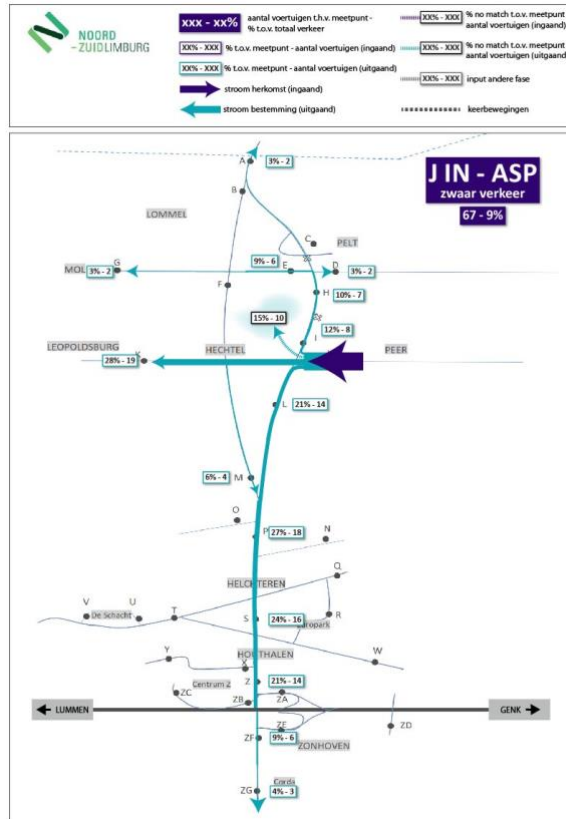 NOORD
-ZUIDLIMBURG
xxx - xx%
aantal voertuigen t.h.v. meetpunt -
% t.o.v. totaal verkeer
XX% - XXX
% t.o.v. meetpunt - aantal voertuigen (ingaand)
XX% - XXX
% t.o.v. meetpunt - aantal voertuigen (uitgaand)
stroom herkomst (ingaand)
stroom bestemming (uitgaand)
XX% - XXX
% no match t.o.v. meetpunt
aantal voertuigen (ingaand)
XX% - XXX
% no match t.o.v. meetpunt
aantal voertuigen (uitgaand)
XX% - XXX
input andere fase
keerbewegingen
J IN - ASP
zwaar verkeer
67 - 9%
A
3% - 2
B
LOMMEL
C
PELT
MOL
G
3% - 2
9% - 6
E
D
3% - 2
F
H
10% - 7
15% - 10
12% - 8
I
LEOPOLDSBURG
HECHTEL
PEER
28% - 19
L
21% - 14
6% - 4
M
O
P
27% - 18
N
HELCHTEREN
Q
V
U
De Schacht
T
S
24% - 16
R
Y
HOUTHALEN
X
W
Centrum Z
Z
21% - 14
ZC
ZB
ZA
LUMMEN
GENK
ZE
ZD
ZF
9% - 6
ZONHOVEN
Corda
ZG
4% - 3